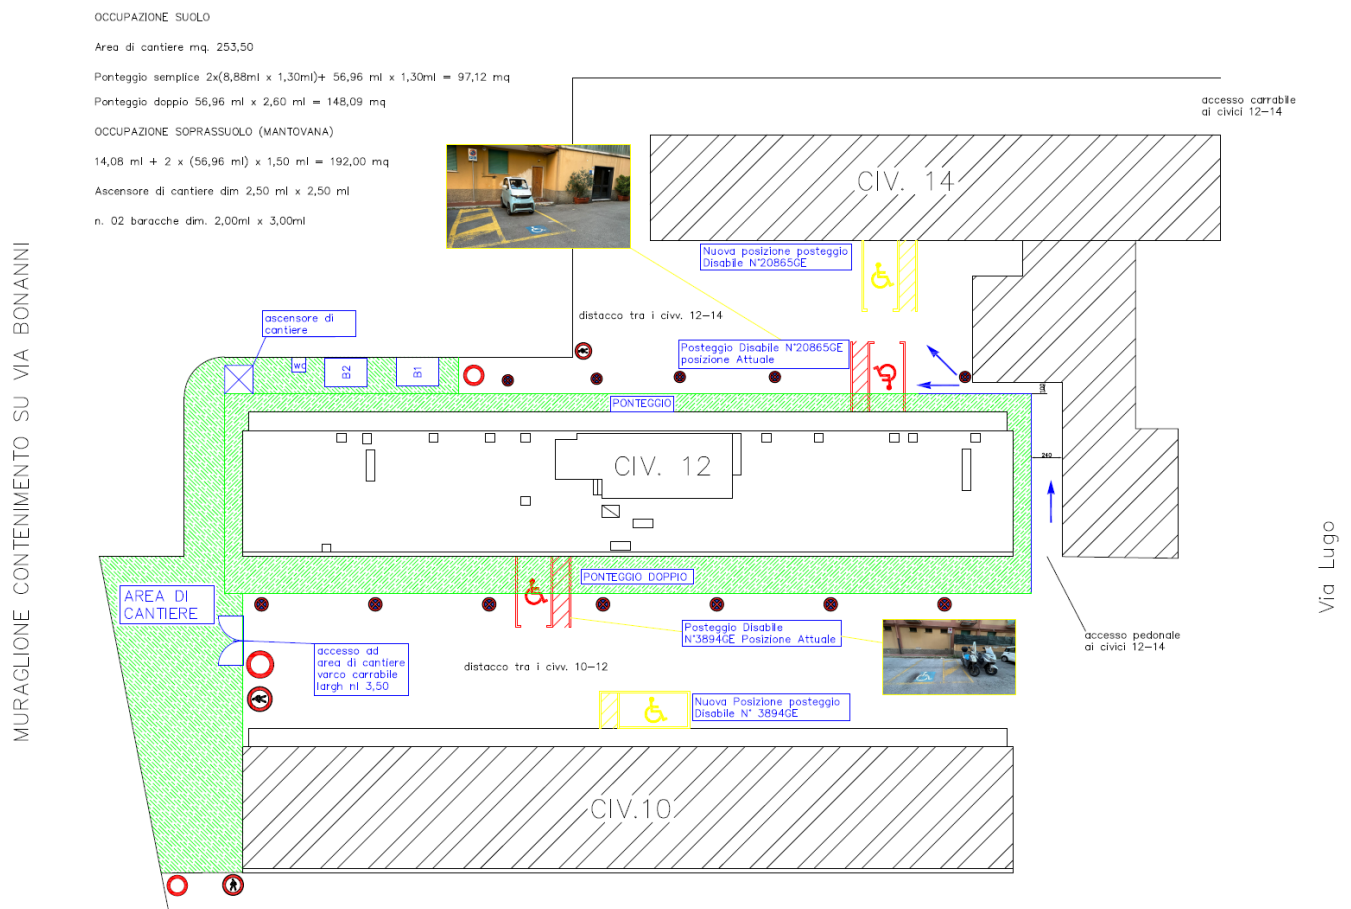 OCCUPAZIONE SUOLO
Area di cantiere mq. 253,50
Ponteggio semplice 2x(8,88ml x 1,30ml)+ 56,96 ml x 1,30ml = 97,12 mq
Ponteggio doppio 56,96 ml x 2,60 ml = 148,09 mq
OCCUPAZIONE SOPRASSUOLO (MANTOVANA)
14,08 ml + 2 x (56,96 ml) x 1,50 ml = 192,00 mq
Ascensore di cantiere dim 2,50 ml x 2,50 ml
n. 02 baracche dim. 2,00ml x 3,00ml
accesso carrabile
ai civici 12-14
CIV. 14
Nuova posizione posteggio
Disabile N°20865GE
MURAGLIONE CONTENIMENTO SU VIA BONANNI
ascensore di
cantiere
distacco tra i civv. 12-14
Posteggio Disabile N°20865GE
posizione Attuale
wc
B2
B1
PONTEGGIO
CIV. 12
240
Via Lugo
PONTEGGIO DOPPIO
AREA DI
CANTIERE
Posteggio Disabile
N°3894GE Posizione Attuale
accesso pedonale
ai civici 12-14
accesso ad
area di cantiere
varco carrabile
largh nl 3,50
distacco tra i civv. 10-12
Nuova Posizione posteggio
Disabile N° 3894GE
CIV.10